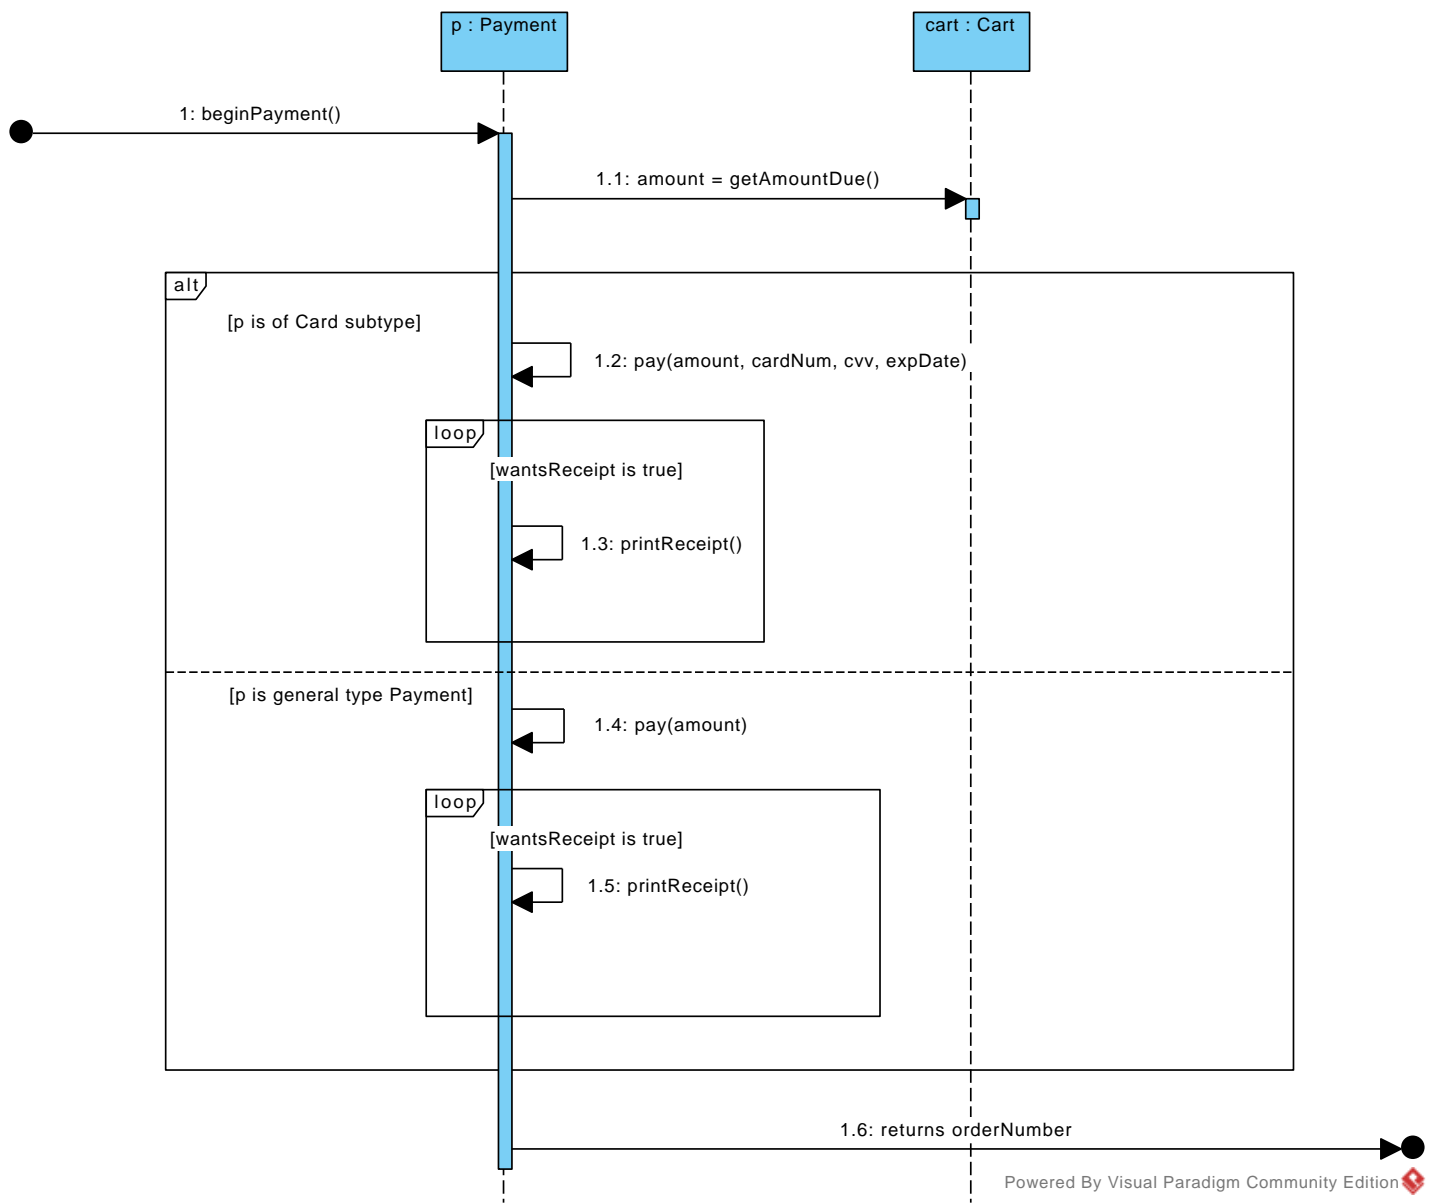 p : Payment
cart : Cart
1: beginPayment()
1.1: amount = getAmountDue()
alt
[p is of Card subtype]
1.2: pay(amount, cardNum, cvv, expDate)
loop
[wantsReceipt is true]
1.3: printReceipt()
[p is general type Payment]
1.4: pay(amount)
loop
[wantsReceipt is true]
1.5: printReceipt()
1.6: returns orderNumber
Powered By Visual Paradigm Community Edition